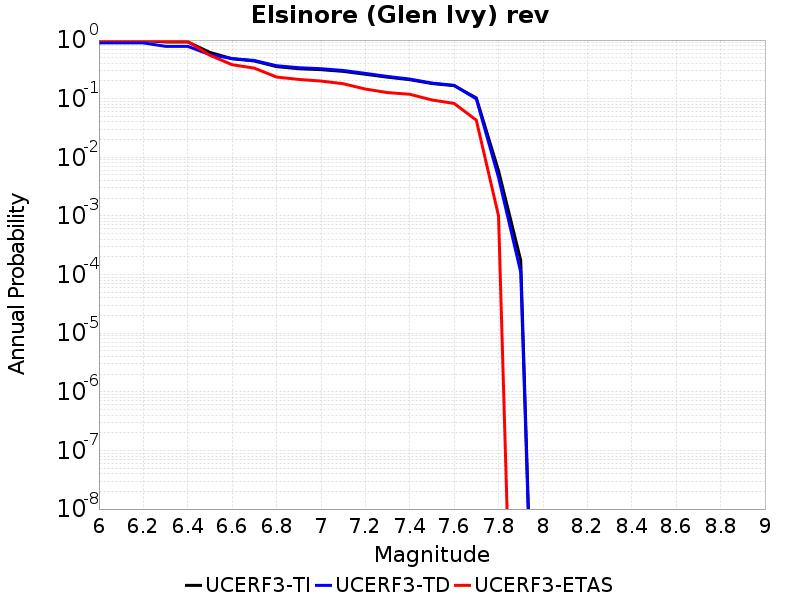 Elsinore (Glen Ivy) rev
Annual Probability
10^0
10^-1
10^-2
10^-3
10^-4
10^-5
10^-6
10^-7
10^-8
6 6.2 6.4 6.6 6.8 7 7.2 7.4 7.6 7.8 8 8.2 8.4 8.6 8.8 9
Magnitude
UCERF3-TI UCERF3-TD UCERF3-ETAS